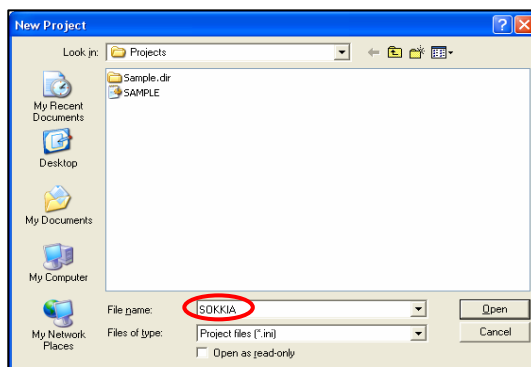 New Project
Look in: Projects
Sample.dir
SAMPLE
My Recent
Documents
Desktop
My Documents
My Computer
My Network
Places
File name: SOKKIA Open
Files of type: Project files (*.ini) Cancel
Open as read-only